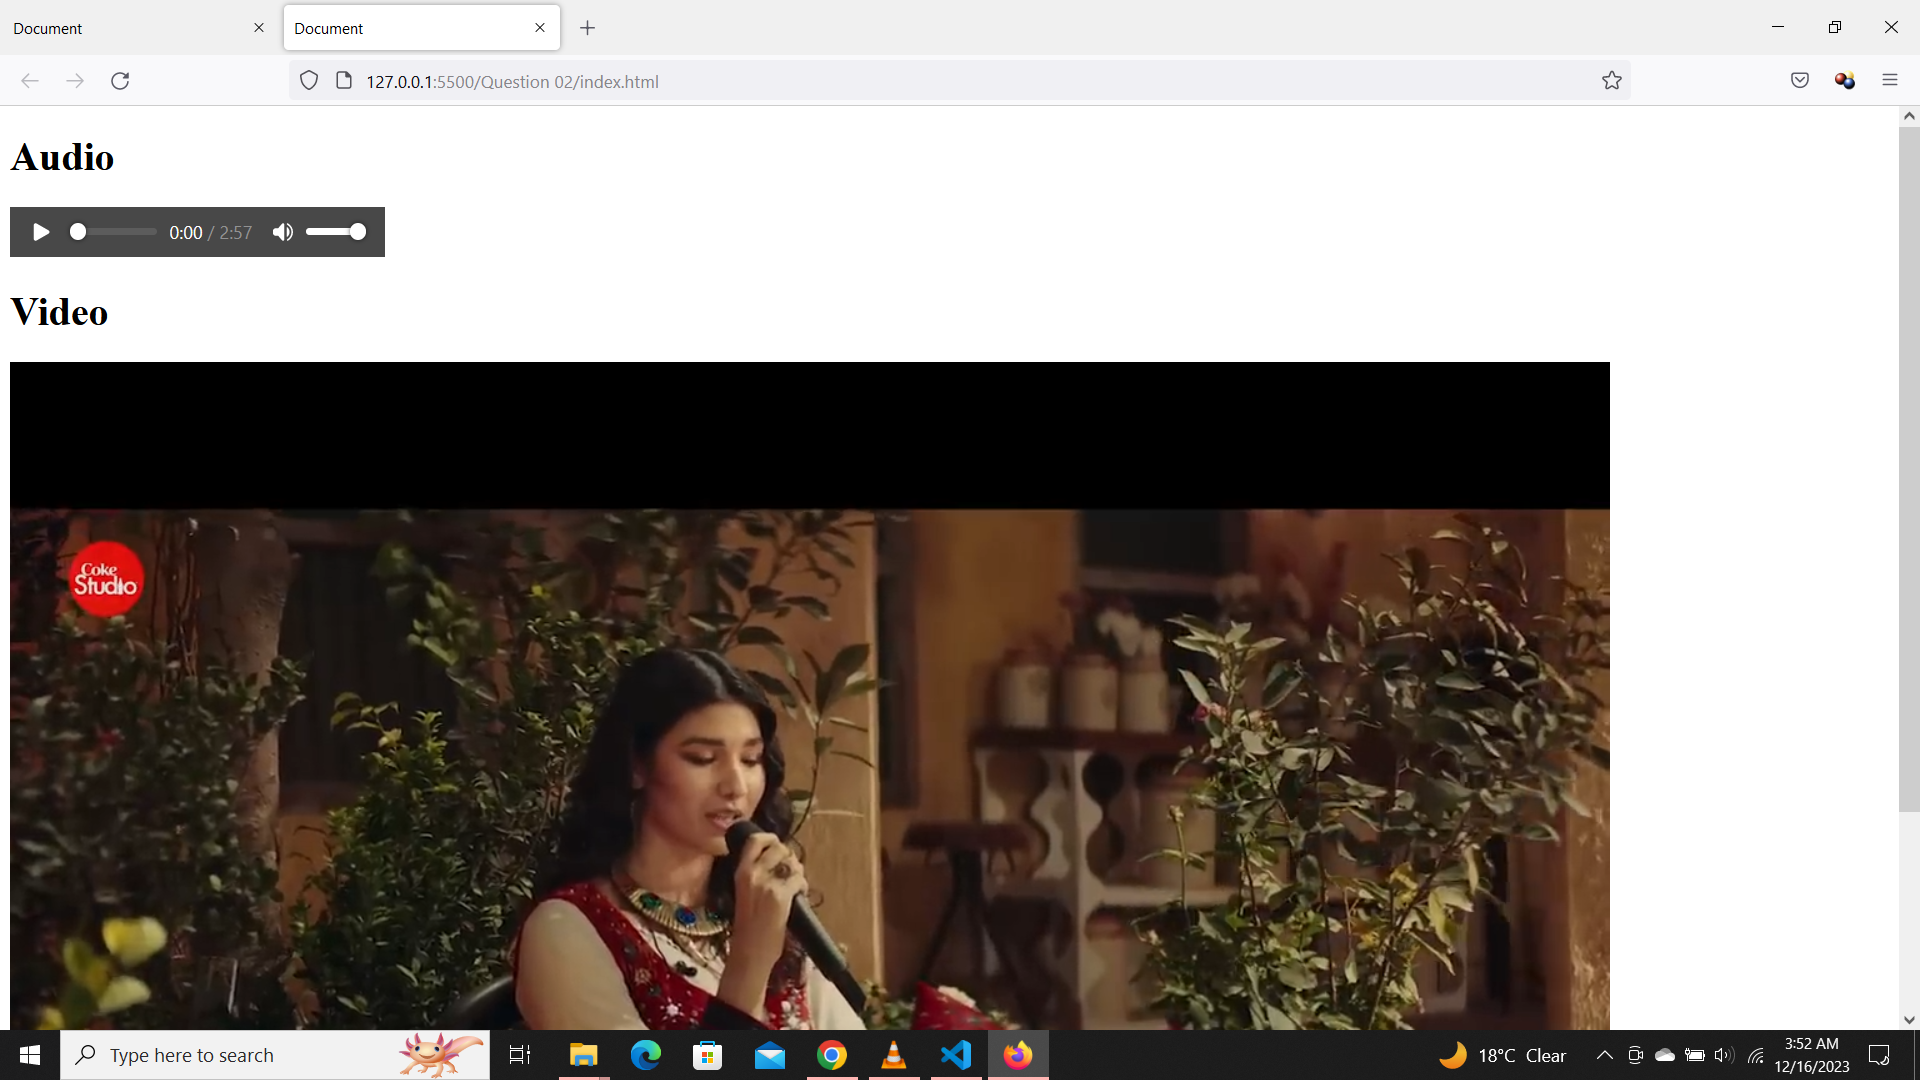 Document
Document
127.0.0.1:5500/Question 02/index.html
Audio
0:00 / 2:57
Video
Coke
Studio
Type here to search
18°C Clear
3:52 AM
12/16/2023